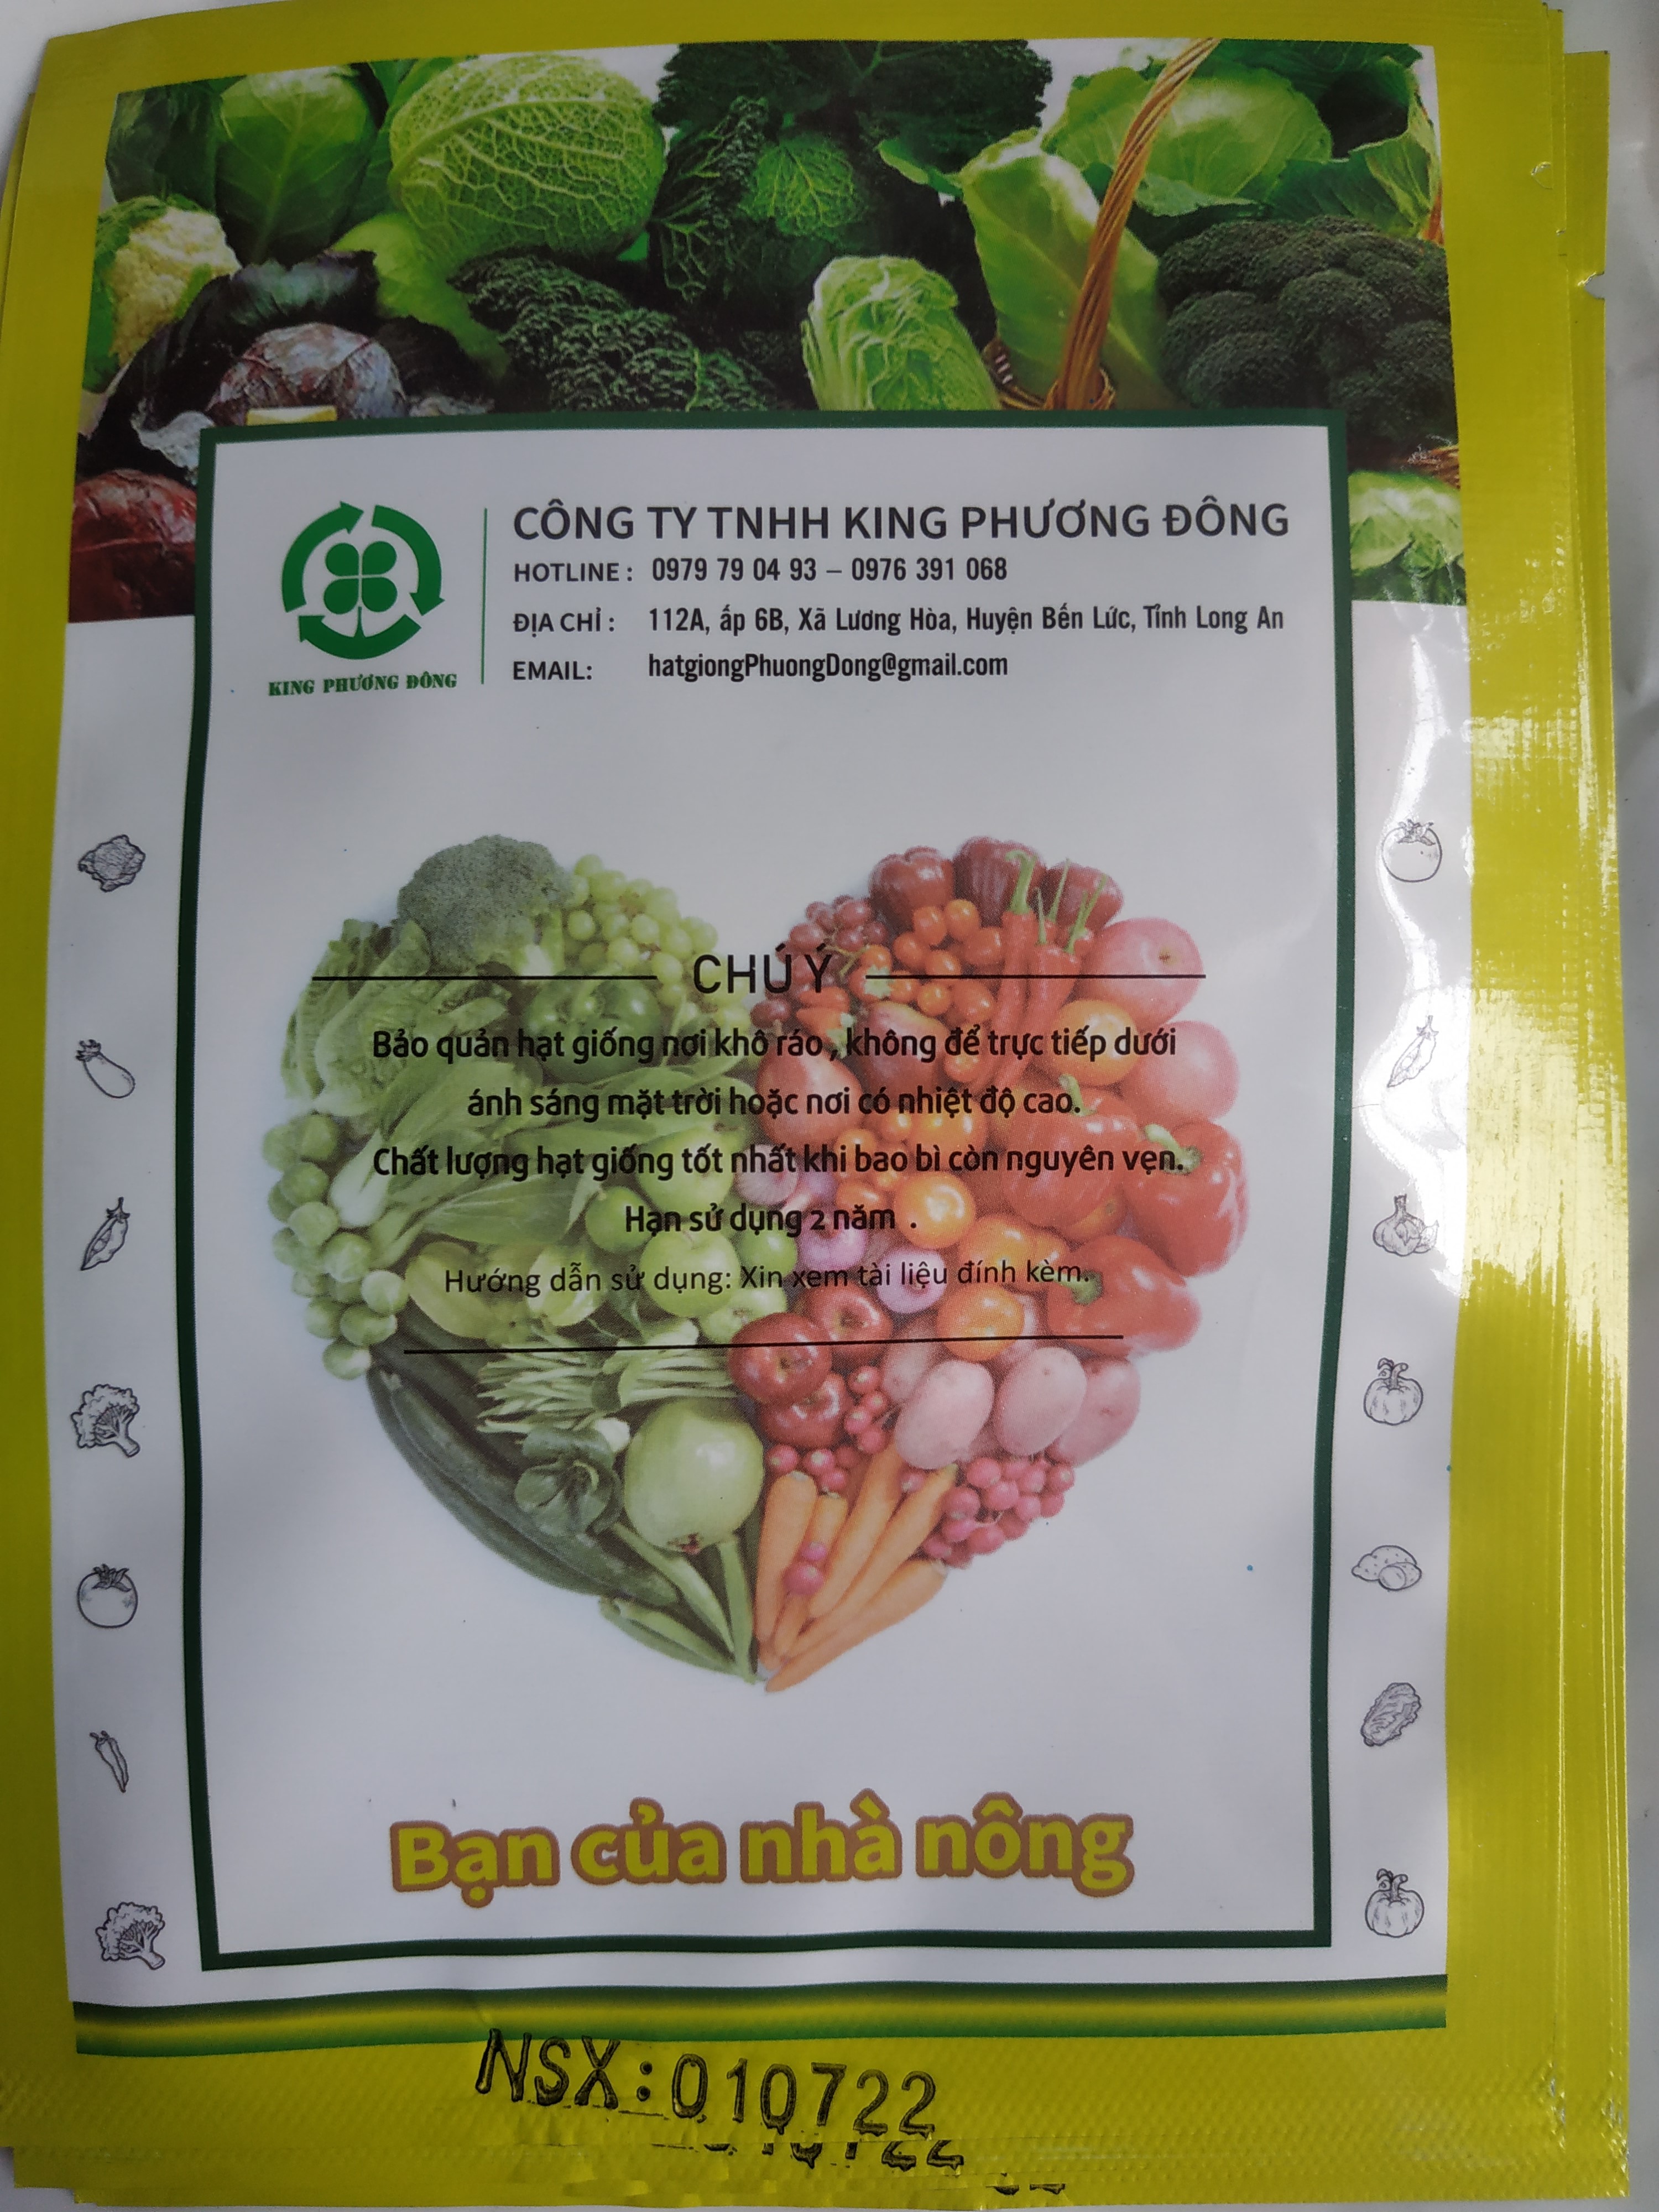 CÔNG TY TNHH KING PHƯƠNG ĐÔNG
HOTLINE : 0979 79 04 93 – 0976 391 068
ĐỊA CHỈ : 112A, ấp 6B, Xã Lương Hòa, Huyện Bến Lức, Tỉnh Long An
EMAIL: hatgiongPhuongDong@gmail.com
KING PHƯƠNG ĐÔNG
CHÚ Ý
Bảo quản hạt giống nơi khô ráo , không để trực tiếp dưới
ánh sáng mặt trời hoặc nơi có nhiệt độ cao.
Chất lượng hạt giống tốt nhất khi bao bì còn nguyên vẹn.
Hạn sử dụng 2 năm .
Hướng dẫn sử dụng: Xin xem tài liệu đính kèm.
Bạn của nhà nông
NSX:010722